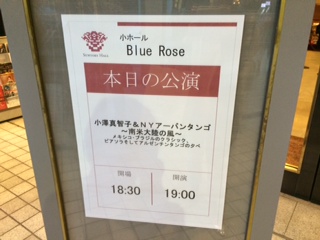 SUNTORY HALL
小ホール
Blue Rose
本日の公演
小澤真智子＆NYアーバンタンゴ
～南米大陸の風～
メキシコ・ブラジルのクラシック、
ピアソラそしてアルゼンチンタンゴの夕べ
開場 開演
18:30 19:00